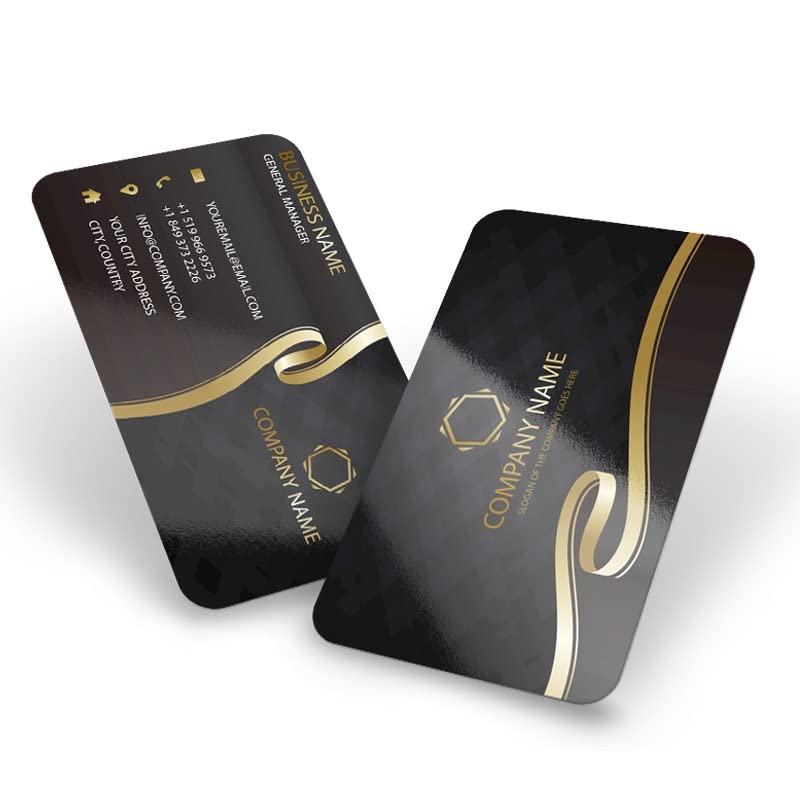 BUSINESS NAME
GENERAL MANAGER
YOUREMAIL@EMAIL.COM
+1 519 966 9573
+1 849 373 2226
INFO@COMPANY.COM
YOUR CITY ADDRESS
CITY,COUNTRY
COMPANY NAME
COMPANY NAME
SLOGAN OF THE COMPANY GOES HERE